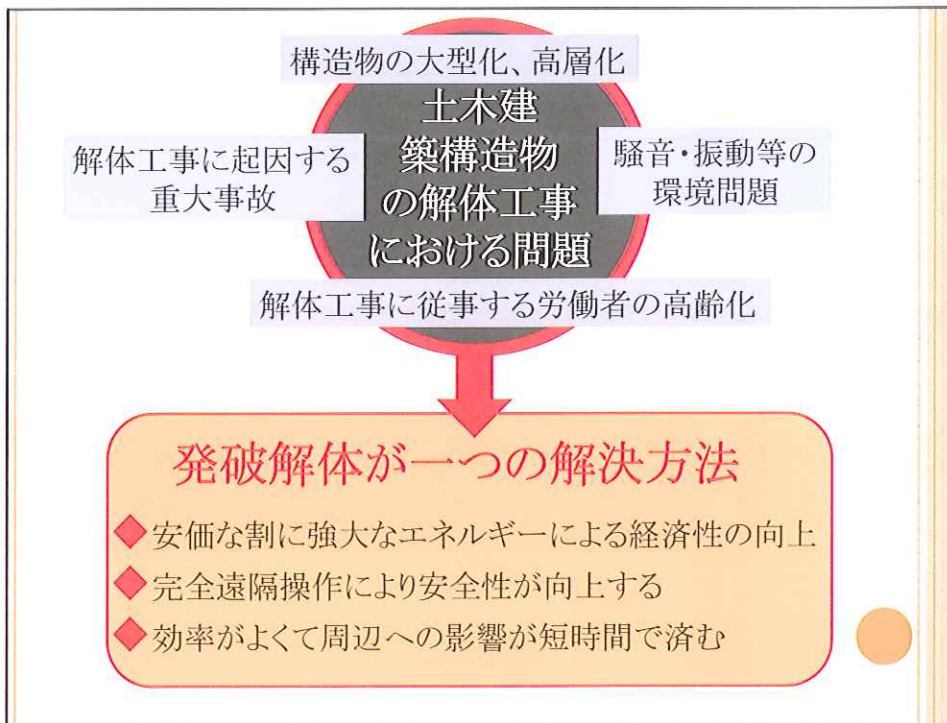 構造物の大型化、高層化
土木建
築構造物
の解体工事
における問題
解体工事に起因する
重大事故
騒音・振動等の
環境問題
解体工事に従事する労働者の高齢化
発破解体が一つの解決方法
◆安価な割に強大なエネルギーによる経済性の向上
◆完全遠隔操作により安全性が向上する
◆効率がよくて周辺への影響が短時間で済む